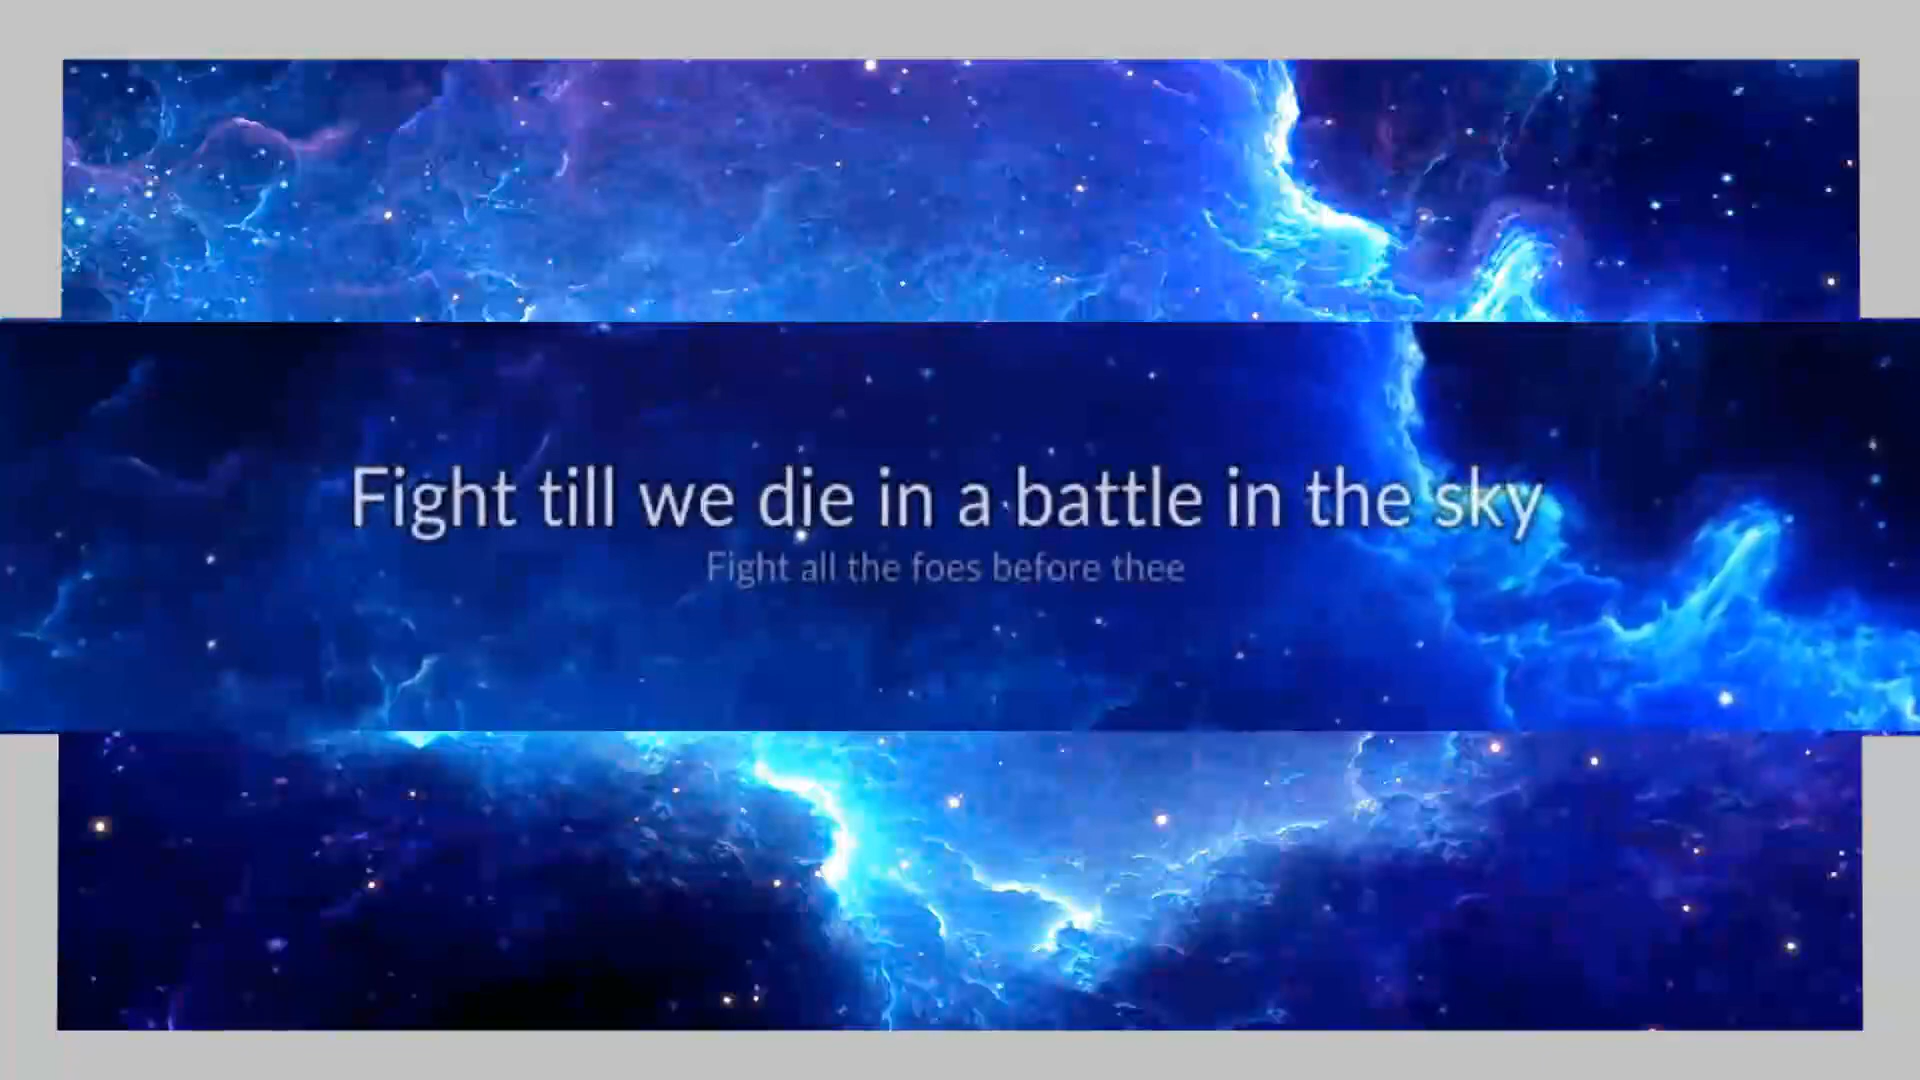 Fight till we die in a battle in the sky
Fight all the foes before thee